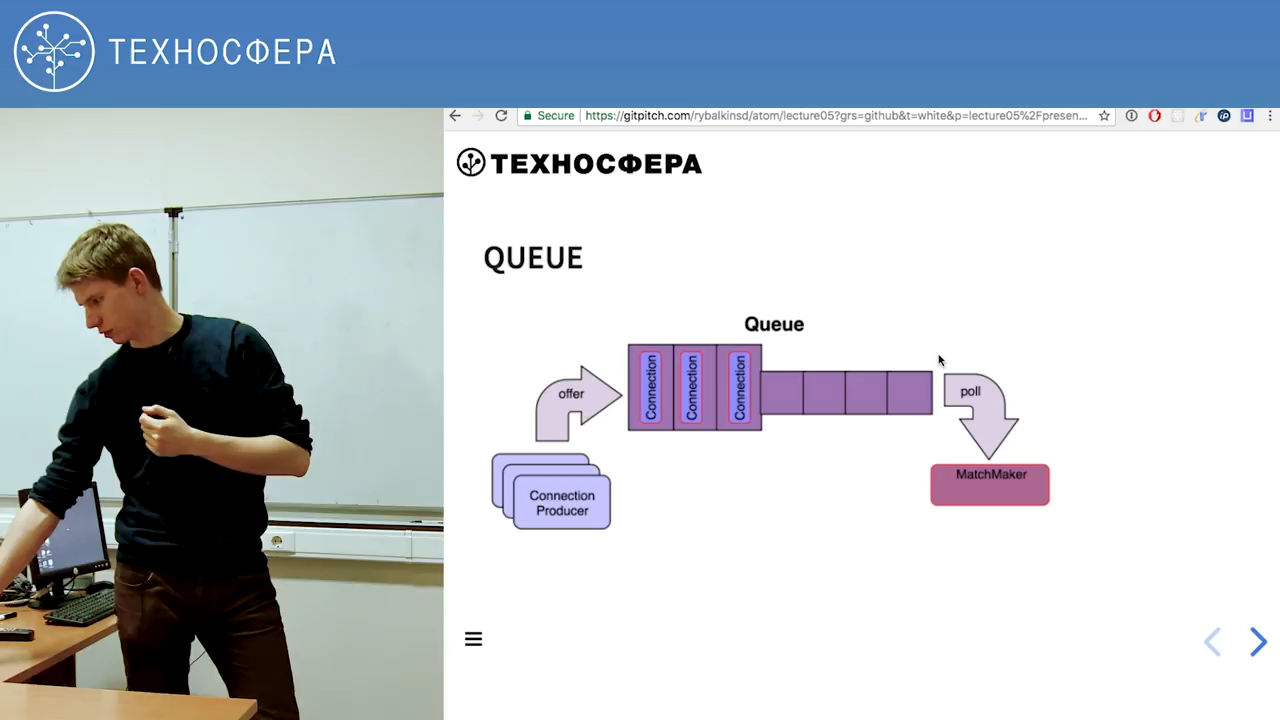 ТЕХНОСФЕРА
Secure
https://gitpitch.com/rybalkinsd/atom/lecture05?grs=github&t=white&p=lecture05%2Fpresen...
ТЕХНОСФЕРА
QUEUE
Queue
offer
Connection
Connection
Connection
poll
MatchMaker
Connection
Producer